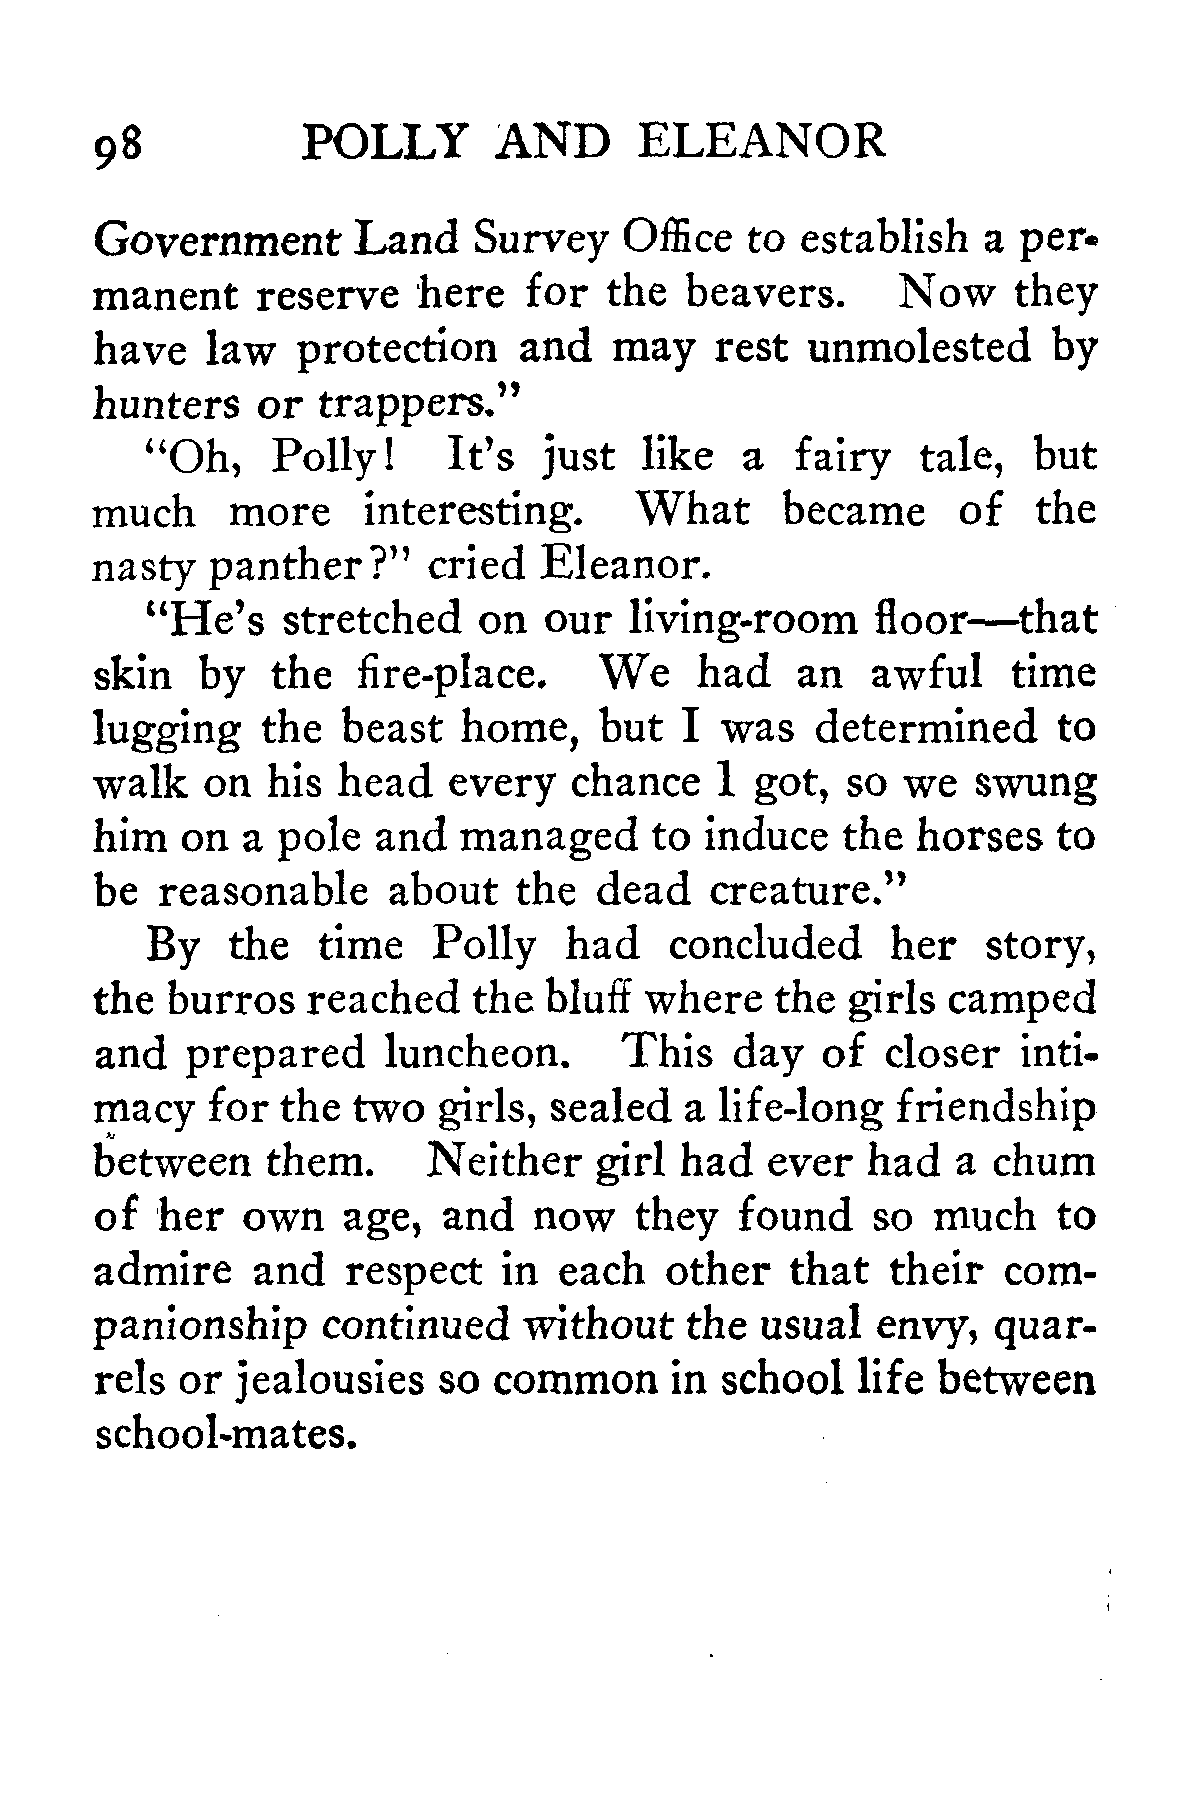 98 POLLY AND ELEANOR
Government Land Survey Office to establish a per-
manent reserve here for the beavers. Now they
have law protection and may rest unmolested by
hunters or trappers."
"Oh, Polly! It's just like a fairy tale, but
much more interesting. What became of the
nasty panther?" cried Eleanor.
"He's stretched on our living-room floor—that
skin by the fire-place. We had an awful time
lugging the beast home, but I was determined to
walk on his head every chance I got, so we swung
him on a pole and managed to induce the horses to
be reasonable about the dead creature."
By the time Polly had concluded her story,
the burros reached the bluff where the girls camped
and prepared luncheon. This day of closer inti-
macy for the two girls, sealed a life-long friendship
between them. Neither girl had ever had a chum
of her own age, and now they found so much to
admire and respect in each other that their com-
panionship continued without the usual envy, quar-
rels or jealousies so common in school life between
school-mates.